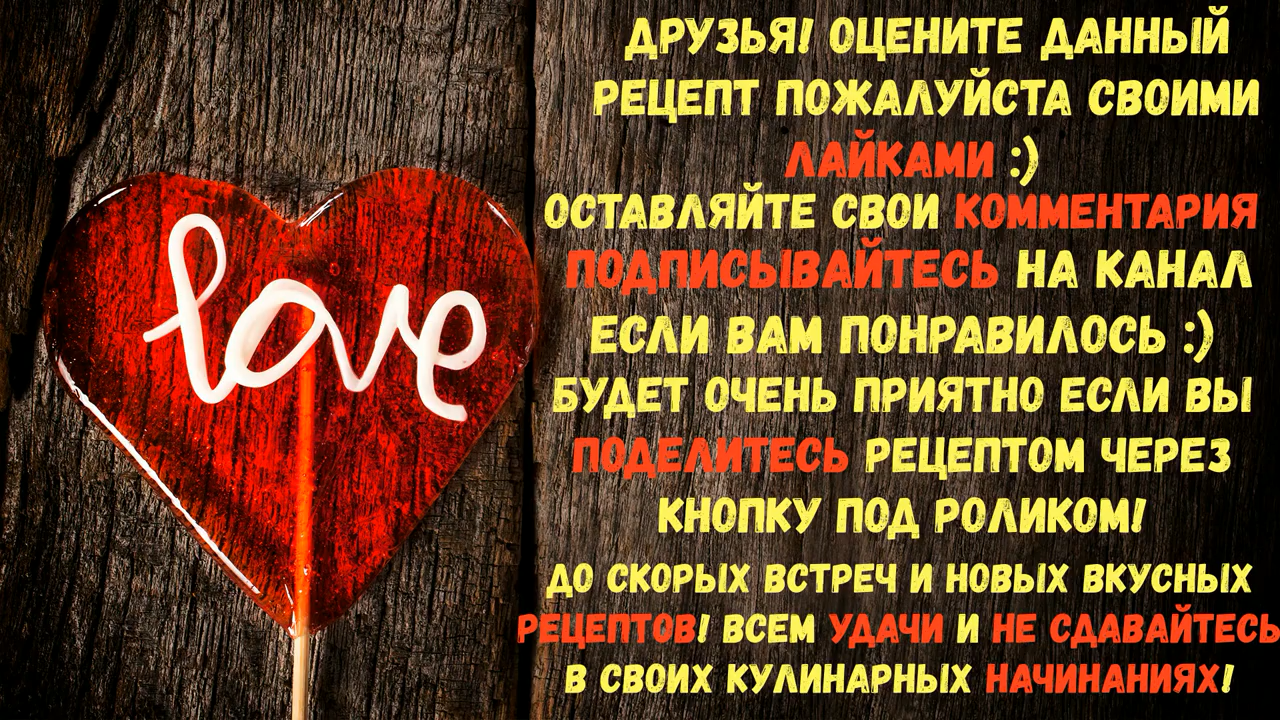 love
ДРУЗЬЯ! ОЦЕНИТЕ ДАННЫЙ
РЕЦЕПТ ПОЖАЛУЙСТА СВОИМИ
ЛАЙКАМИ :)
ОСТАВЛЯЙТЕ СВОИ КОММЕНТАРИЯ
ПОДПИСЫВАЙТЕСЬ НА КАНАЛ
ЕСЛИ ВАМ ПОНРАВИЛОСЬ :)
БУДЕТ ОЧЕНЬ ПРИЯТНО ЕСЛИ ВЫ
ПОДЕЛИТЕСЬ РЕЦЕПТОМ ЧЕРЕЗ
КНОПКУ ПОД РОЛИКОМ!
ДО СКОРЫХ ВСТРЕЧ И НОВЫХ ВКУСНЫХ
РЕЦЕПТОВ! ВСЕМ УДАЧИ И НЕ СДАВАЙТЕСЬ
В СВОИХ КУЛИНАРНЫХ НАЧИНАНИЯХ!